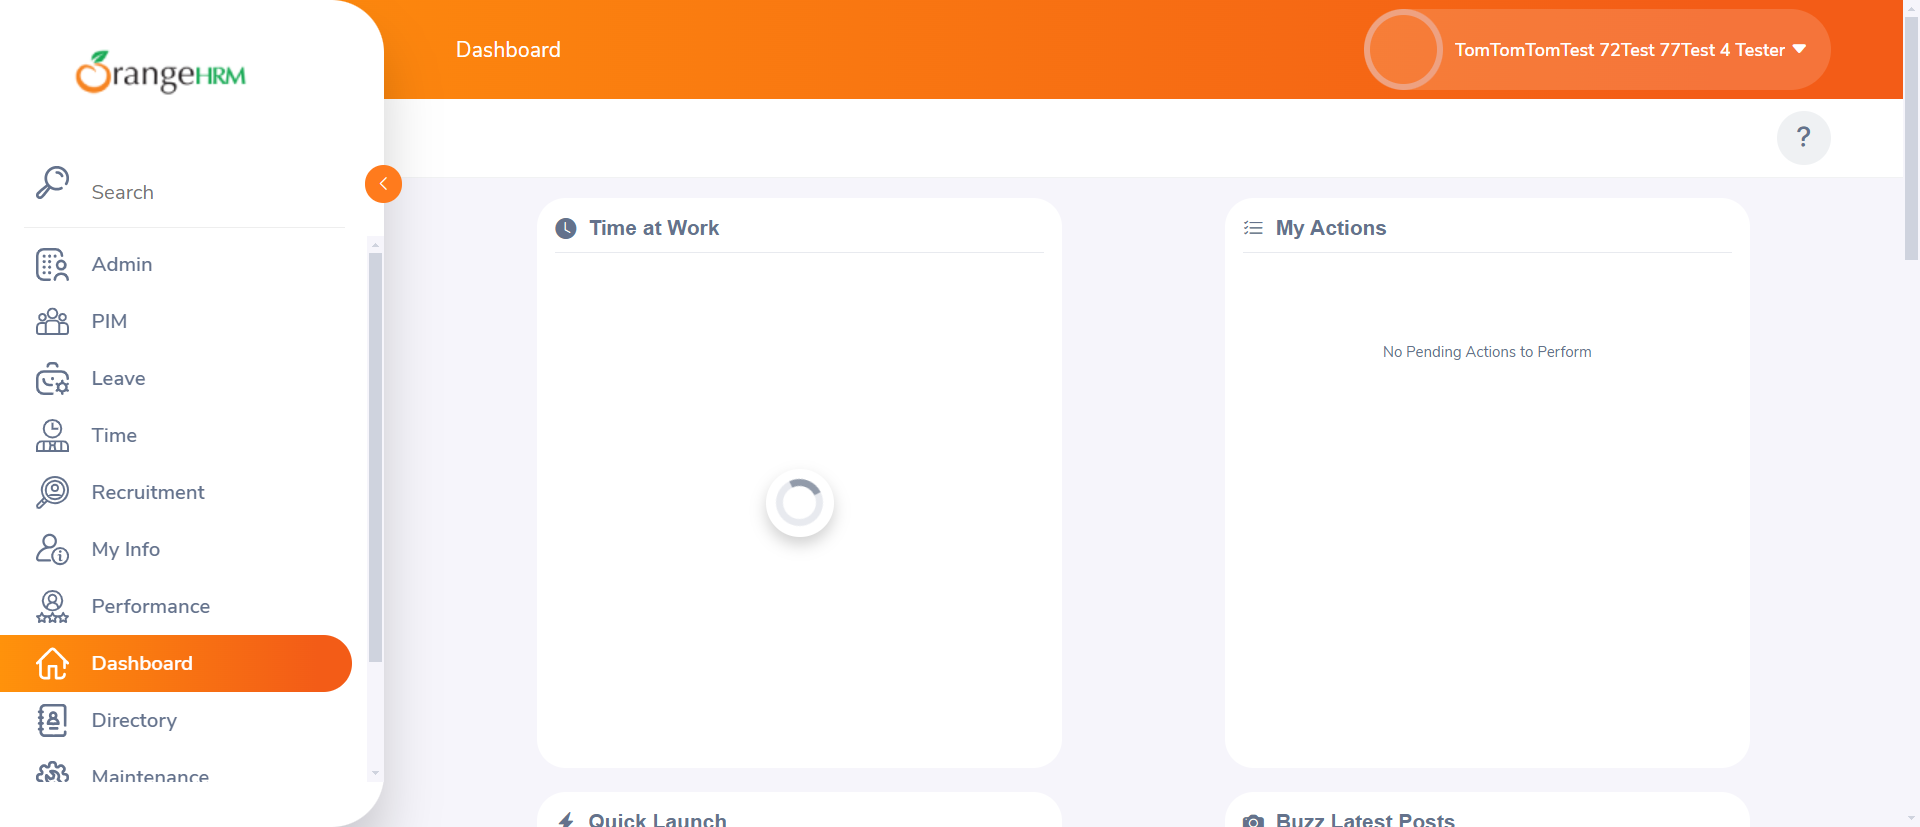 OrangeHRM
Dashboard
TomTomTomTest 72Test 77Test 4 Tester
?
Search
Admin
PIM
Leave
Time
Recruitment
My Info
Performance
Dashboard
Directory
Maintenance
Time at Work
My Actions
No Pending Actions to Perform
Quick Launch
Buzz Latest Posts